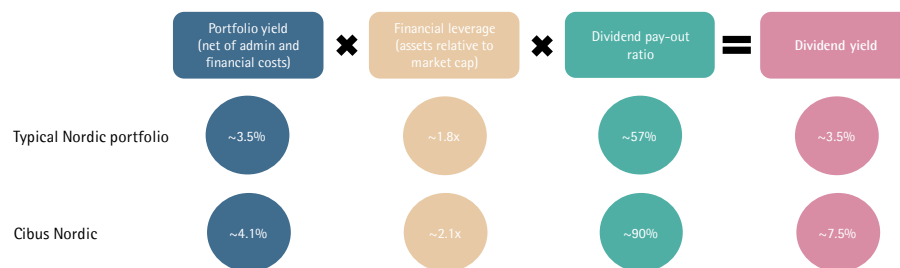 Portfolio yield
(net of admin and
financial costs)
Financial leverage
(assets relative to
market cap)
Dividend pay-out
ratio
Dividend yield
Typical Nordic portfolio
~3.5%
~1.8x
~57%
~3.5%
Cibus Nordic
~4.1%
~2.1x
~90%
~7.5%